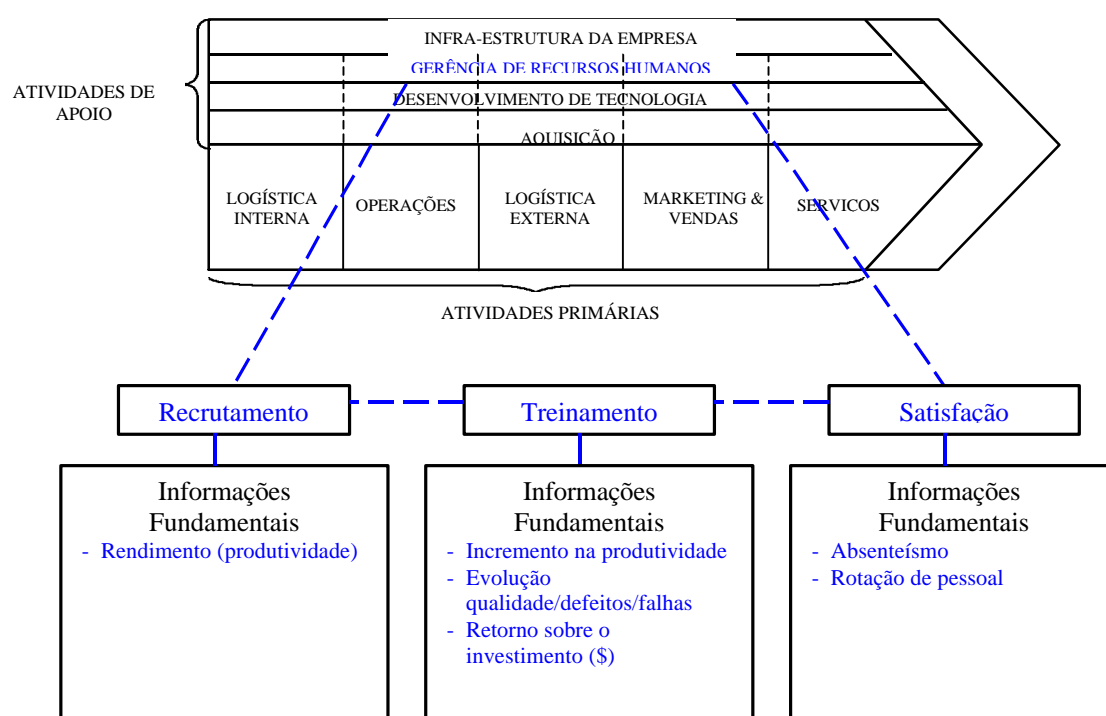 INFRA-ESTRUTURA DA EMPRESA
GERÊNCIA DE RECURSOS HUMANOS
ATIVIDADES DE
APOIO
DESENVOLVIMENTO DE TECNOLOGIA
AQUISICÃO
LOGÍSTICA
INTERNA
OPERAÇÕES
LOGÍSTICA
EXTERNA
MARKETING &
VENDAS
SERVICOS
ATIVIDADES PRIMÁRIAS
Recrutamento
Treinamento
Satisfação
Informações
Fundamentais
- Rendimento (produtividade)
Informações
Fundamentais
- Incremento na produtividade
- Evolução
qualidade/defeitos/falhas
- Retorno sobre o
investimento ($)
Informações
Fundamentais
- Absenteísmo
- Rotação de pessoal